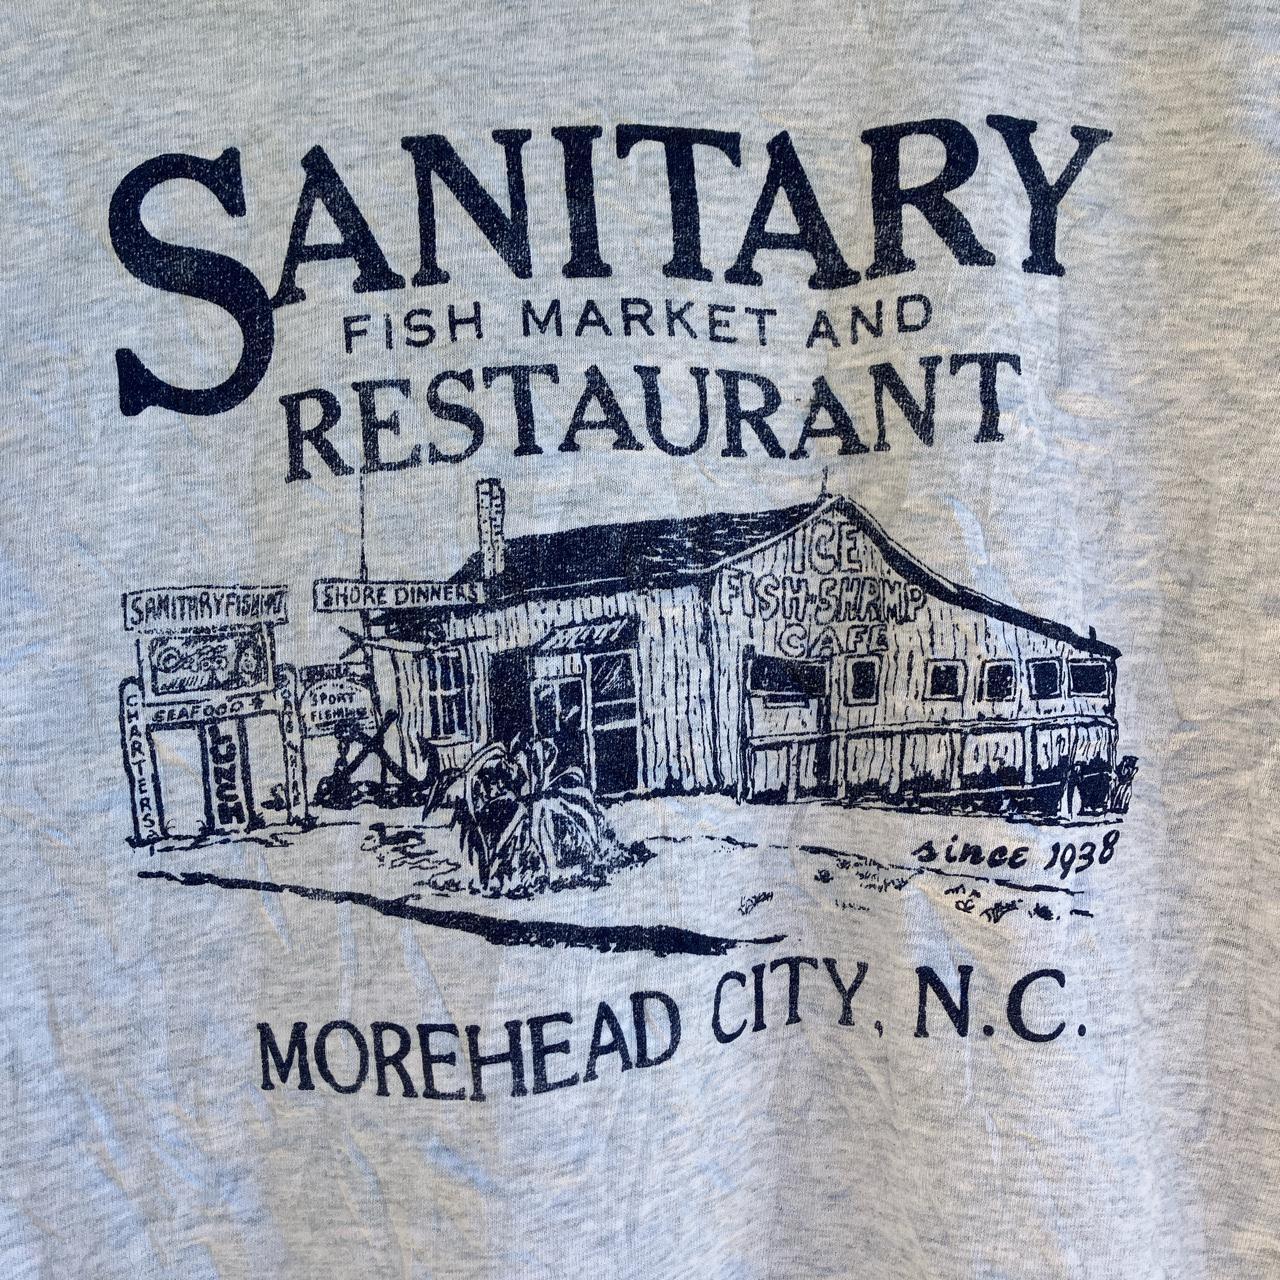 SANITARY
FISH MARKET AND
RESTAURANT
ICE
FISH-SHRIMP
CAFE
SHORE DINNERS
SANITARY FISH MKT
SEAFOOD
CHARTERS
LUNCH
SPORT
FISHING
since 1938
MOREHEAD CITY, N.C.